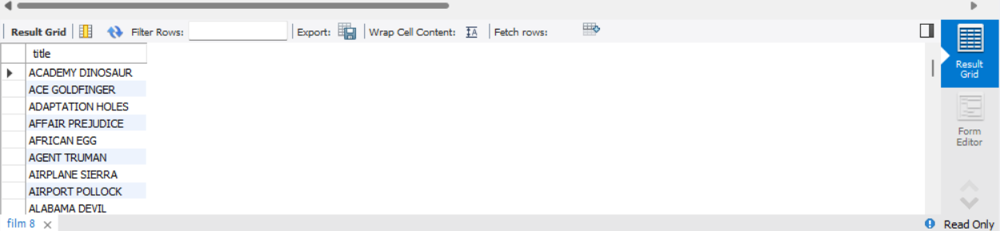 Result Grid Filter Rows: Export: Wrap Cell Content: IA Fetch rows:
title
ACADEMY DINOSAUR
ACE GOLDFINGER
ADAPTATION HOLES
AFFAIR PREJUDICE
AFRICAN EGG
AGENT TRUMAN
AIRPLANE SIERRA
AIRPORT POLLOCK
ALABAMA DEVIL
Result
Grid
Form
Editor
film 8
Read Only